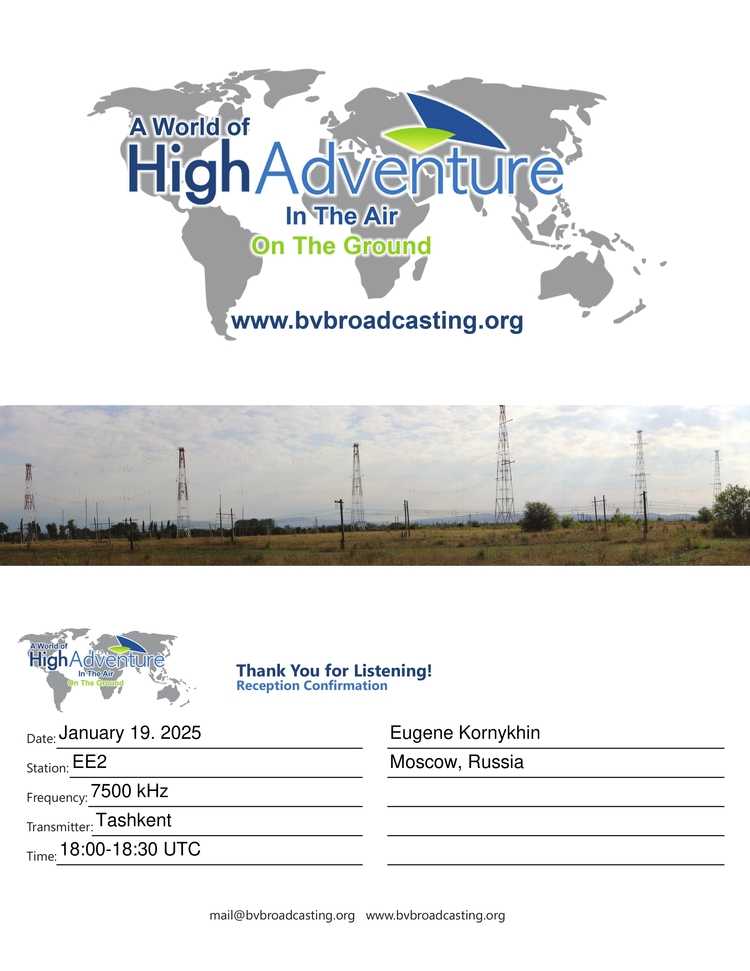 A World of
HighAdventure
In The Air
On The Ground
www.bvbroadcasting.org
A World of
HighAdventure
In The Air
On The Ground
Thank You for Listening!
Reception Confirmation
Date: January 19. 2025
Eugene Kornykhin
Station: EE2
Moscow, Russia
Frequency: 7500 kHz
Transmitter: Tashkent
Time: 18:00-18:30 UTC
mail@bvbroadcasting.org www.bvbroadcasting.org